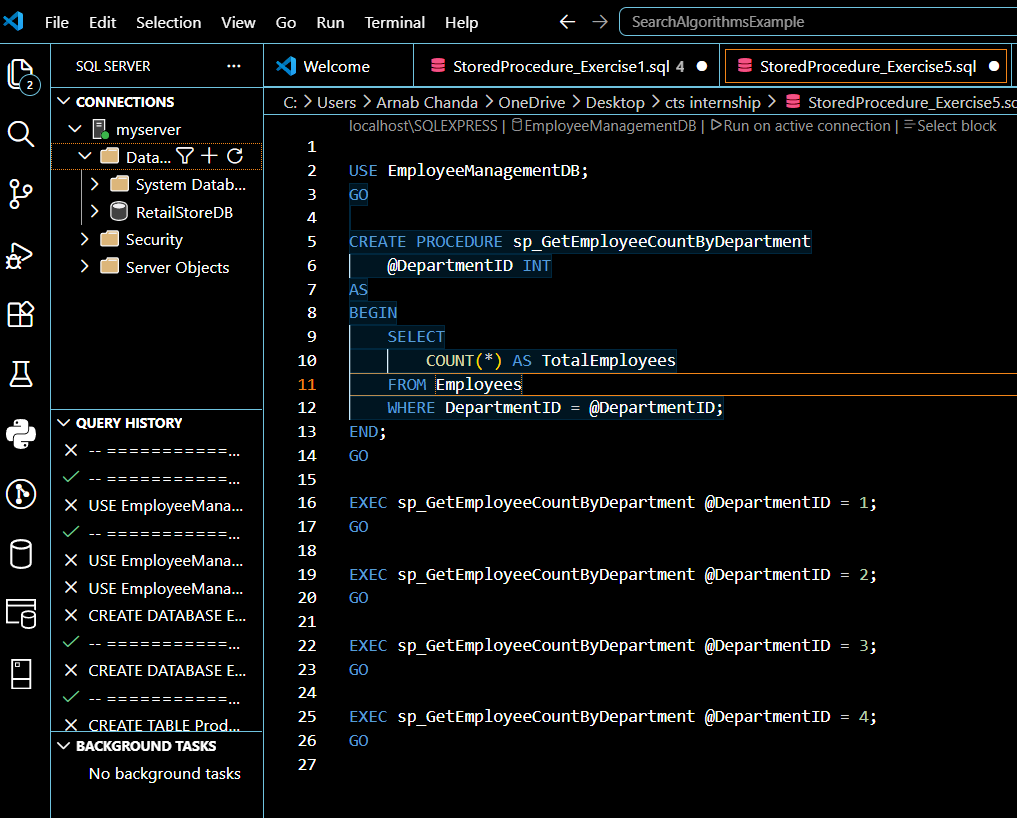 File Edit Selection View Go Run Terminal Help
SearchAlgorithmsExample
2
SQL SERVER ...
CONNECTIONS
myserver
Data...
System Datab...
RetailStoreDB
Security
Server Objects
QUERY HISTORY
-- ===========...
-- ===========...
USE EmployeeMana...
-- ===========...
USE EmployeeMana...
USE EmployeeMana...
CREATE DATABASE E...
-- ===========...
CREATE DATABASE E...
-- ===========...
CREATE TABLE Prod...
BACKGROUND TASKS
No background tasks
Welcome
StoredProcedure_Exercise1.sql 4
StoredProcedure_Exercise5.sql
C: > Users > Arnab Chanda > OneDrive > Desktop > cts internship > StoredProcedure_Exercise5.sc
localhost\SQLEXPRESS | EmployeeManagementDB | Run on active connection | Select block
1
2 USE EmployeeManagementDB;
3 GO
4
5 CREATE PROCEDURE sp_GetEmployeeCountByDepartment
6 @DepartmentID INT
7 AS
8 BEGIN
9 SELECT
10 COUNT(*) AS TotalEmployees
11 FROM Employees
12 WHERE DepartmentID = @DepartmentID;
13 END;
14 GO
15
16 EXEC sp_GetEmployeeCountByDepartment @DepartmentID = 1;
17 GO
18
19 EXEC sp_GetEmployeeCountByDepartment @DepartmentID = 2;
20 GO
21
22 EXEC sp_GetEmployeeCountByDepartment @DepartmentID = 3;
23 GO
24
25 EXEC sp_GetEmployeeCountByDepartment @DepartmentID = 4;
26 GO
27